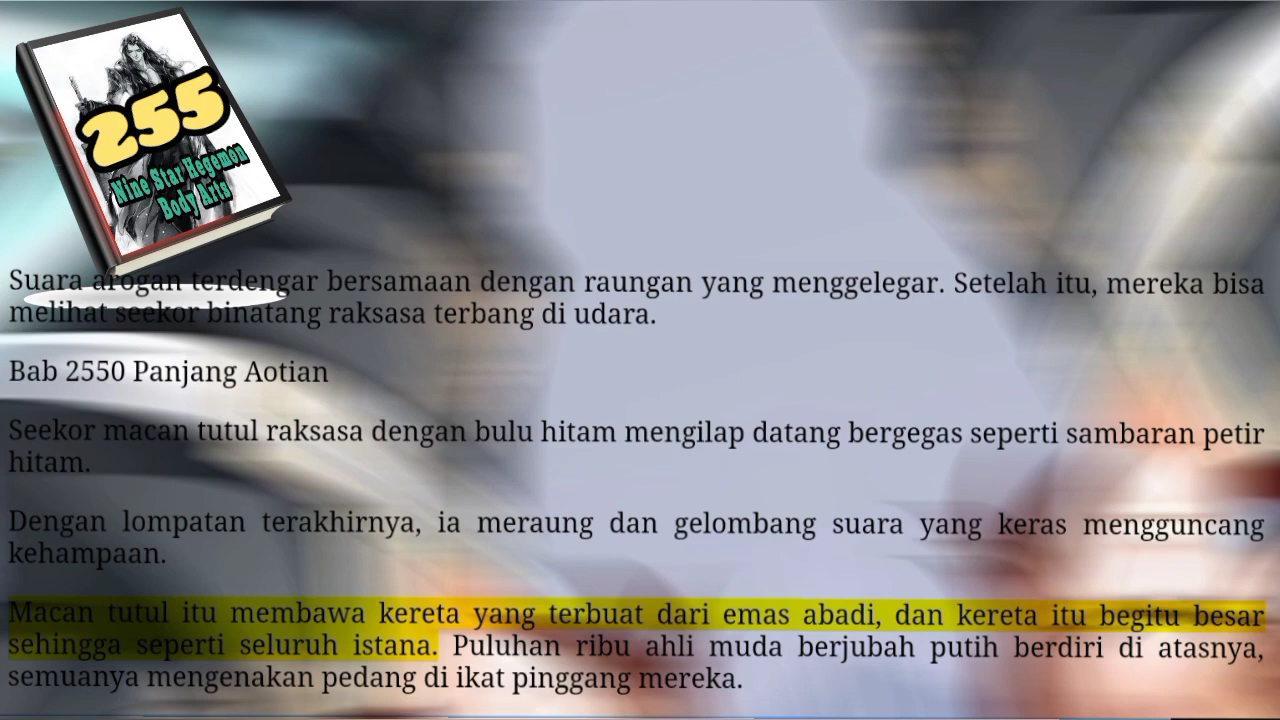 255
Nine Star Hegemon
Body Arts
Suara arogan terdengar bersamaan dengan raungan yang menggelegar. Setelah itu, mereka bisa
melihat seekor binatang raksasa terbang di udara.
Bab 2550 Panjang Aotian
Seekor macan tutul raksasa dengan bulu hitam mengilap datang bergegas seperti sambaran petir
hitam.
Dengan lompatan terakhirnya, ia meraung dan gelombang suara yang keras mengguncang
kehampaan.
Macan tutul itu membawa kereta yang terbuat dari emas abadi, dan kereta itu begitu besar
sehingga seperti seluruh istana. Puluhan ribu ahli muda berjubah putih berdiri di atasnya,
semuanya mengenakan pedang di ikat pinggang mereka.